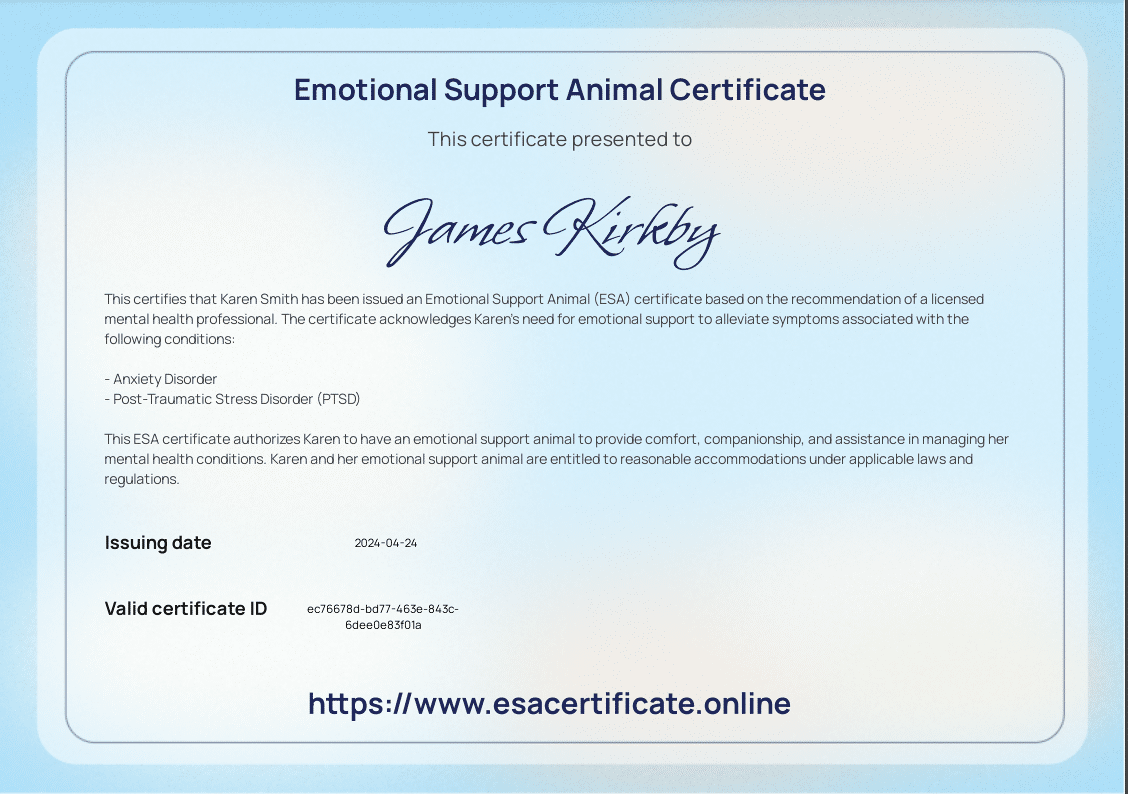 Emotional Support Animal Certificate
This certificate presented to
James Kirkby
This certifies that Karen Smith has been issued an Emotional Support Animal (ESA) certificate based on the recommendation of a licensed
mental health professional. The certificate acknowledges Karen's need for emotional support to alleviate symptoms associated with the
following conditions:
- Anxiety Disorder
- Post-Traumatic Stress Disorder (PTSD)
This ESA certificate authorizes Karen to have an emotional support animal to provide comfort, companionship, and assistance in managing her
mental health conditions. Karen and her emotional support animal are entitled to reasonable accommodations under applicable laws and
regulations.
Issuing date 2024-04-24
Valid certificate ID ec76678d-bd77-463e-843c-
6dee0e83f01a
https://www.esacertificate.online